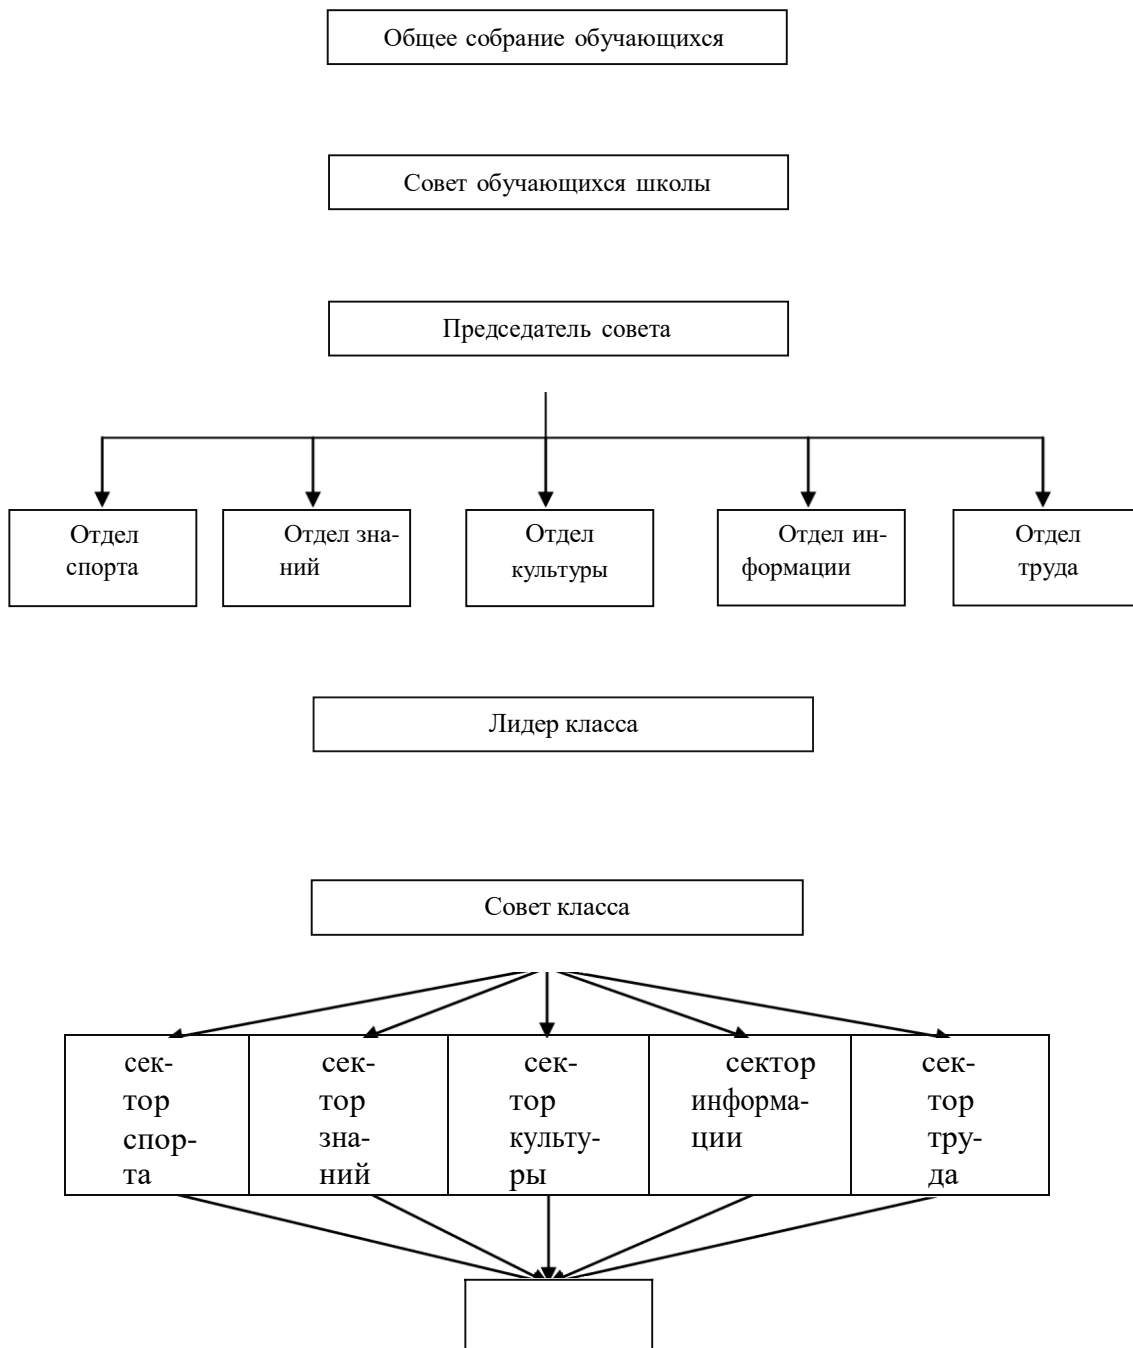 Общее собрание обучающихся
Совет обучающихся школы
Председатель совета
Отдел
спорта
Отдел зна-
ний
Отдел
культуры
Отдел ин-
формации
Отдел
труда
Лидер класса
Совет класса
сек-
тор
спор-
та
сек-
тор
зна-
ний
сек-
тор
культу-
ры
сектор
информа-
ции
сек-
тор
тру-
да